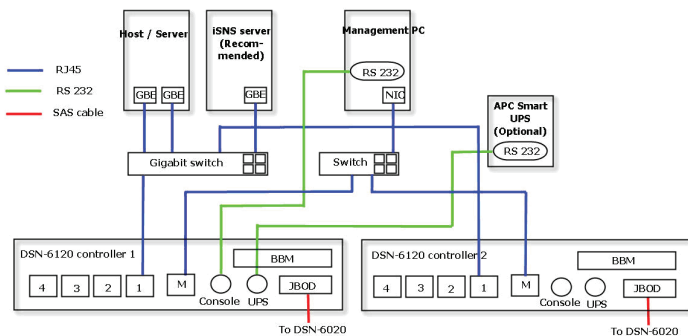 Host / Server
iSNS server
(Recom-
mended)
Management PC
RJ45
RS 232
SAS cable
GBE
GBE
GBE
RS 232
NIC
APC Smart
UPS
(Optional)
RS 232
Gigabit switch
Switch
DSN-6120 controller 1
BBM
4
3
2
1
M
Console
UPS
JBOD
To DSN-6020
DSN-6120 controller 2
BBM
4
3
2
1
M
Console
UPS
JBOD
To DSN-6020